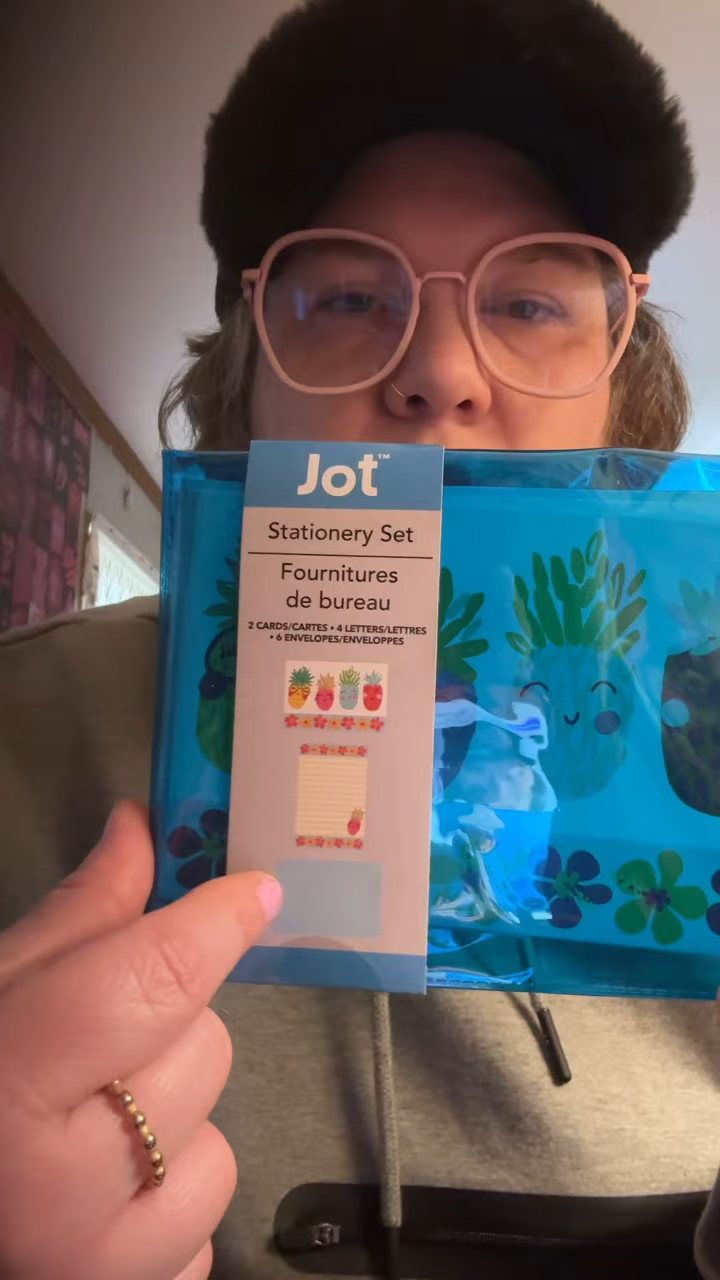 Jot™
Stationery Set
Fournitures
de bureau
2 CARDS/CARTES • 4 LETTERS/LETTRES
• 6 ENVELOPES/ENVELOPPES